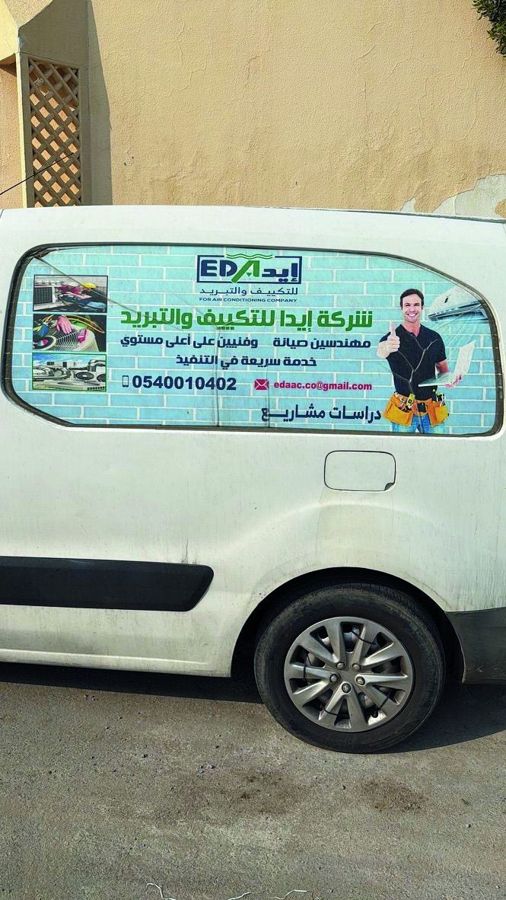 EDA إيدا
للتكييف والتبريد
FOR AIR CONDITIONING COMPANY
شركة إيدا للتكييف والتبريد
مهندسين صيانة وفنيين على أعلى مستوي
خدمة سريعة في التنفيذ
0540010402 edaac.co@gmail.com
دراسات مشاريع